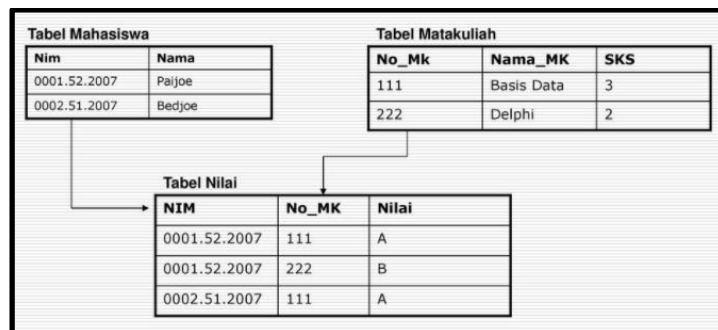 Tabel Mahasiswa
Nim Nama
0001.52.2007 Paijoe
0002.51.2007 Bedjoe
Tabel Matakuliah
No_Mk Nama_MK SKS
111 Basis Data 3
222 Delphi 2
Tabel Nilai
NIM No_MK Nilai
0001.52.2007 111 A
0001.52.2007 222 B
0002.51.2007 111 A